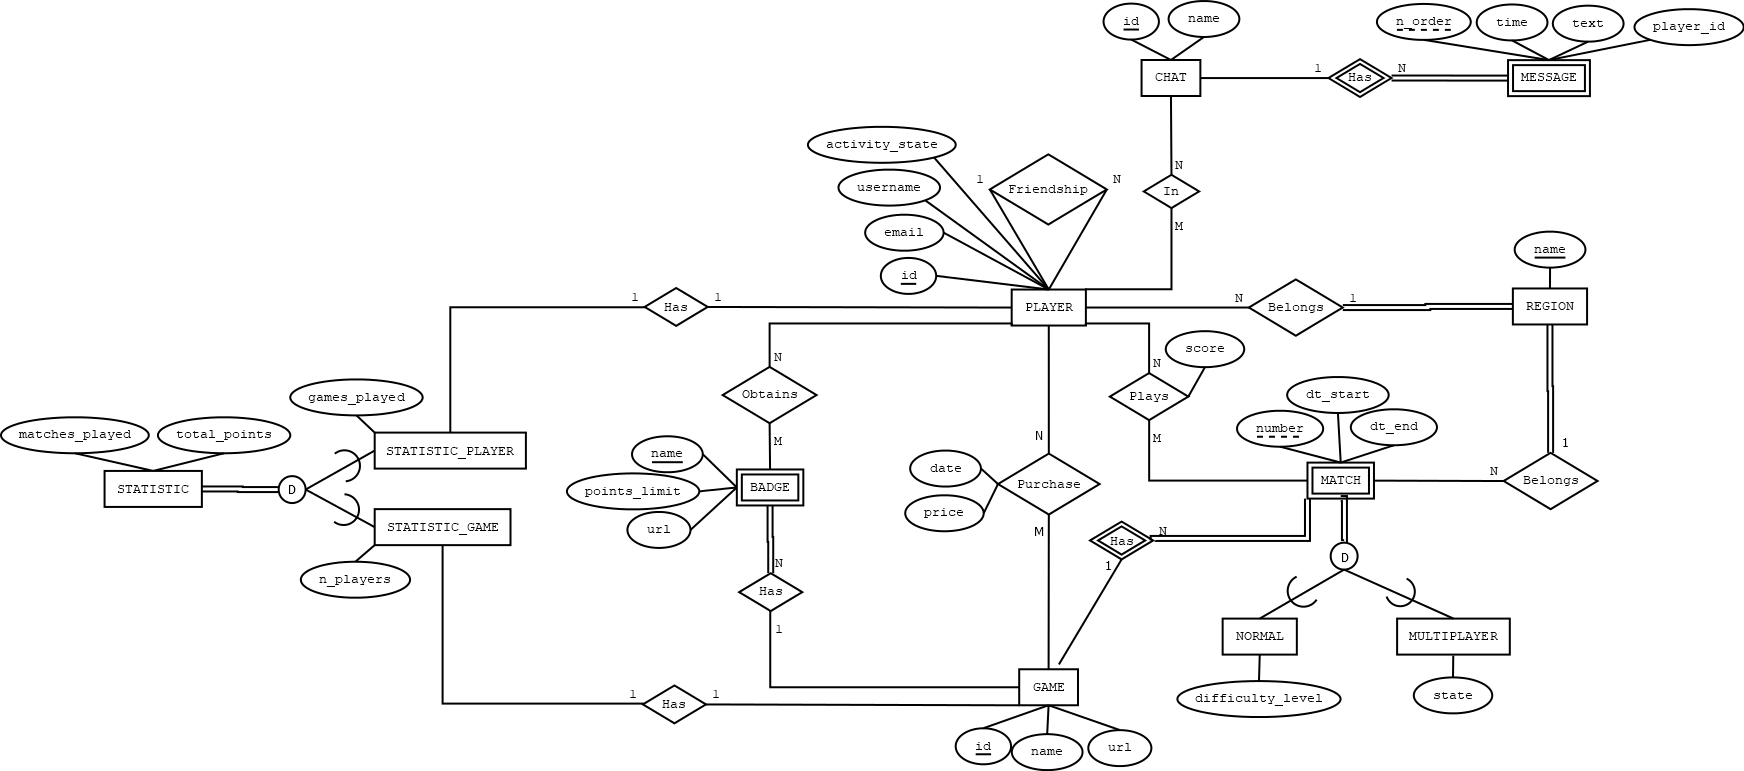 id
name
n_order
time
text
player_id
CHAT
1
Has
N
MESSAGE
activity_state
username
email
id
1
Friendship
N
N
In
M
name
PLAYER
N
Belongs
1
REGION
1
Has
1
N
Obtains
M
N
Plays
M
score
games_played
matches_played
total_points
STATISTIC_PLAYER
STATISTIC
D
STATISTIC_GAME
n_players
name
points_limit
url
BADGE
N
Has
1
date
price
N
Purchase
M
dt_start
number
dt_end
MATCH
N
1
Belongs
Has
N
1
D
NORMAL
MULTIPLAYER
difficulty_level
state
1
Has
1
GAME
id
name
url